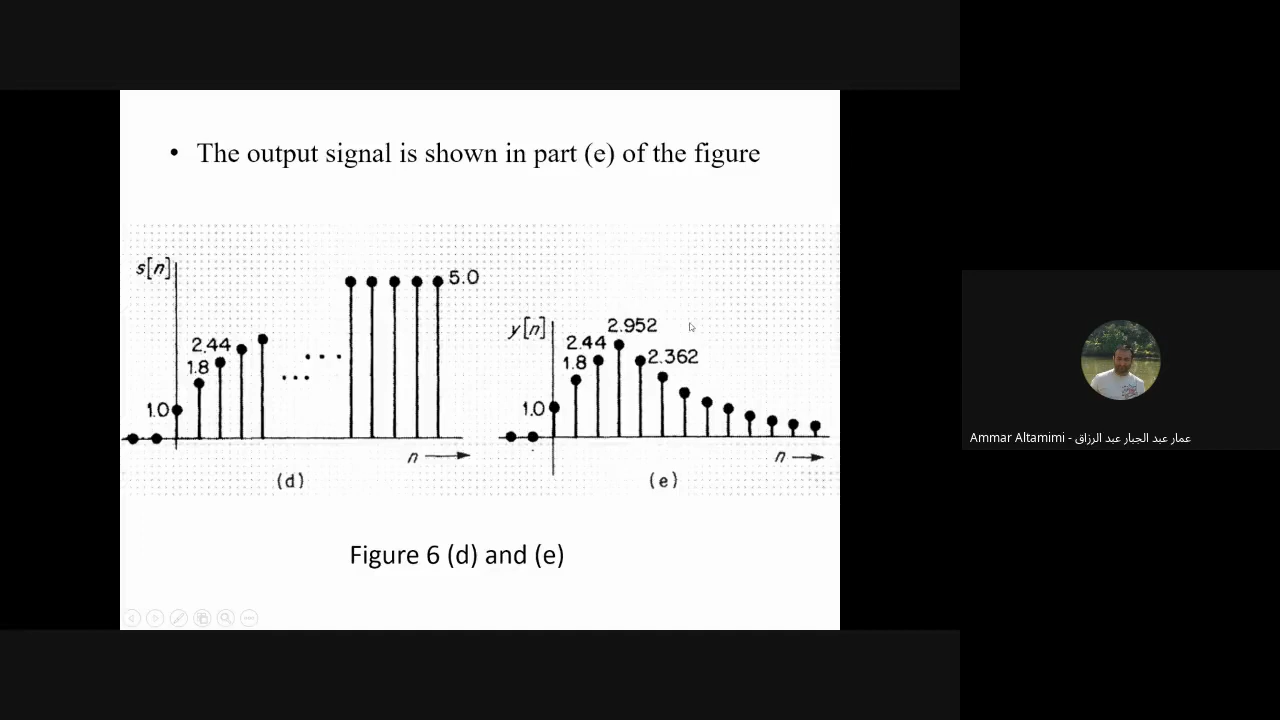 • The output signal is shown in part (e) of the figure
s[n]
5.0
2.44
1.8
1.0
n
(d)
y[n]
2.952
2.44
1.8
2.362
1.0
n
(e)
Figure 6 (d) and (e)
Ammar Altamimi - عمار عبد الجبار عبد الرزاق